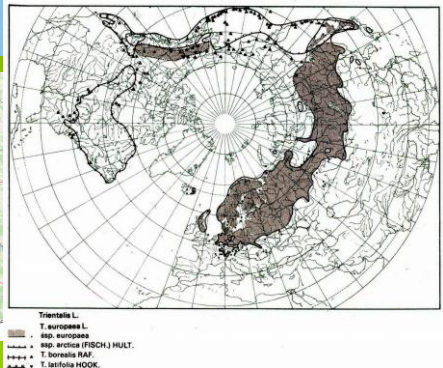 Trientalis L.
T. europaea L.
ssp. europaea
ssp. arctica (FISCH.) HULT.
T. borealis RAF.
T. latifolia HOOK.